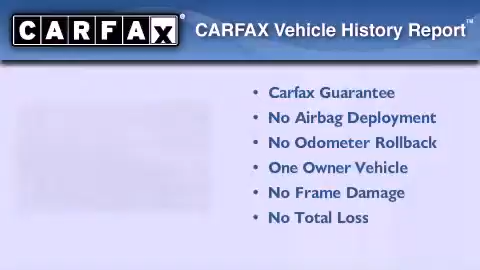 CARFAX® CARFAX Vehicle History Report™
• Carfax Guarantee
• No Airbag Deployment
• No Odometer Rollback
• One Owner Vehicle
• No Frame Damage
• No Total Loss